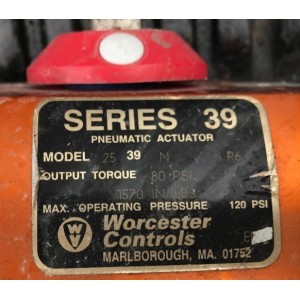 SERIES 39
PNEUMATIC ACTUATOR
MODEL 25 39 N R6
OUTPUT TORQUE 80 PSI
1570 IN/LBS
MAX. OPERATING PRESSURE 120 PSI
Worcester
Controls
MARLBOROUGH, MA. 01752